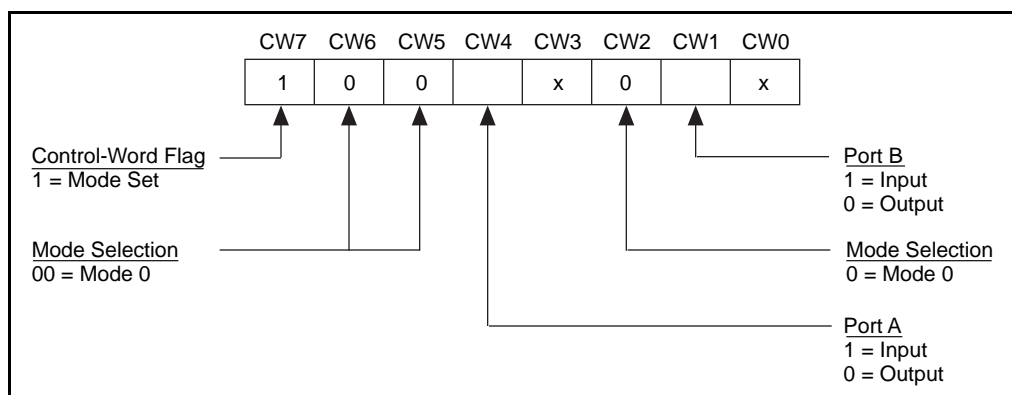 CW7 CW6 CW5 CW4 CW3 CW2 CW1 CW0
1 0 0 x 0 x
Control-Word Flag
1 = Mode Set
Port B
1 = Input
0 = Output
Mode Selection
00 = Mode 0
Mode Selection
0 = Mode 0
Port A
1 = Input
0 = Output